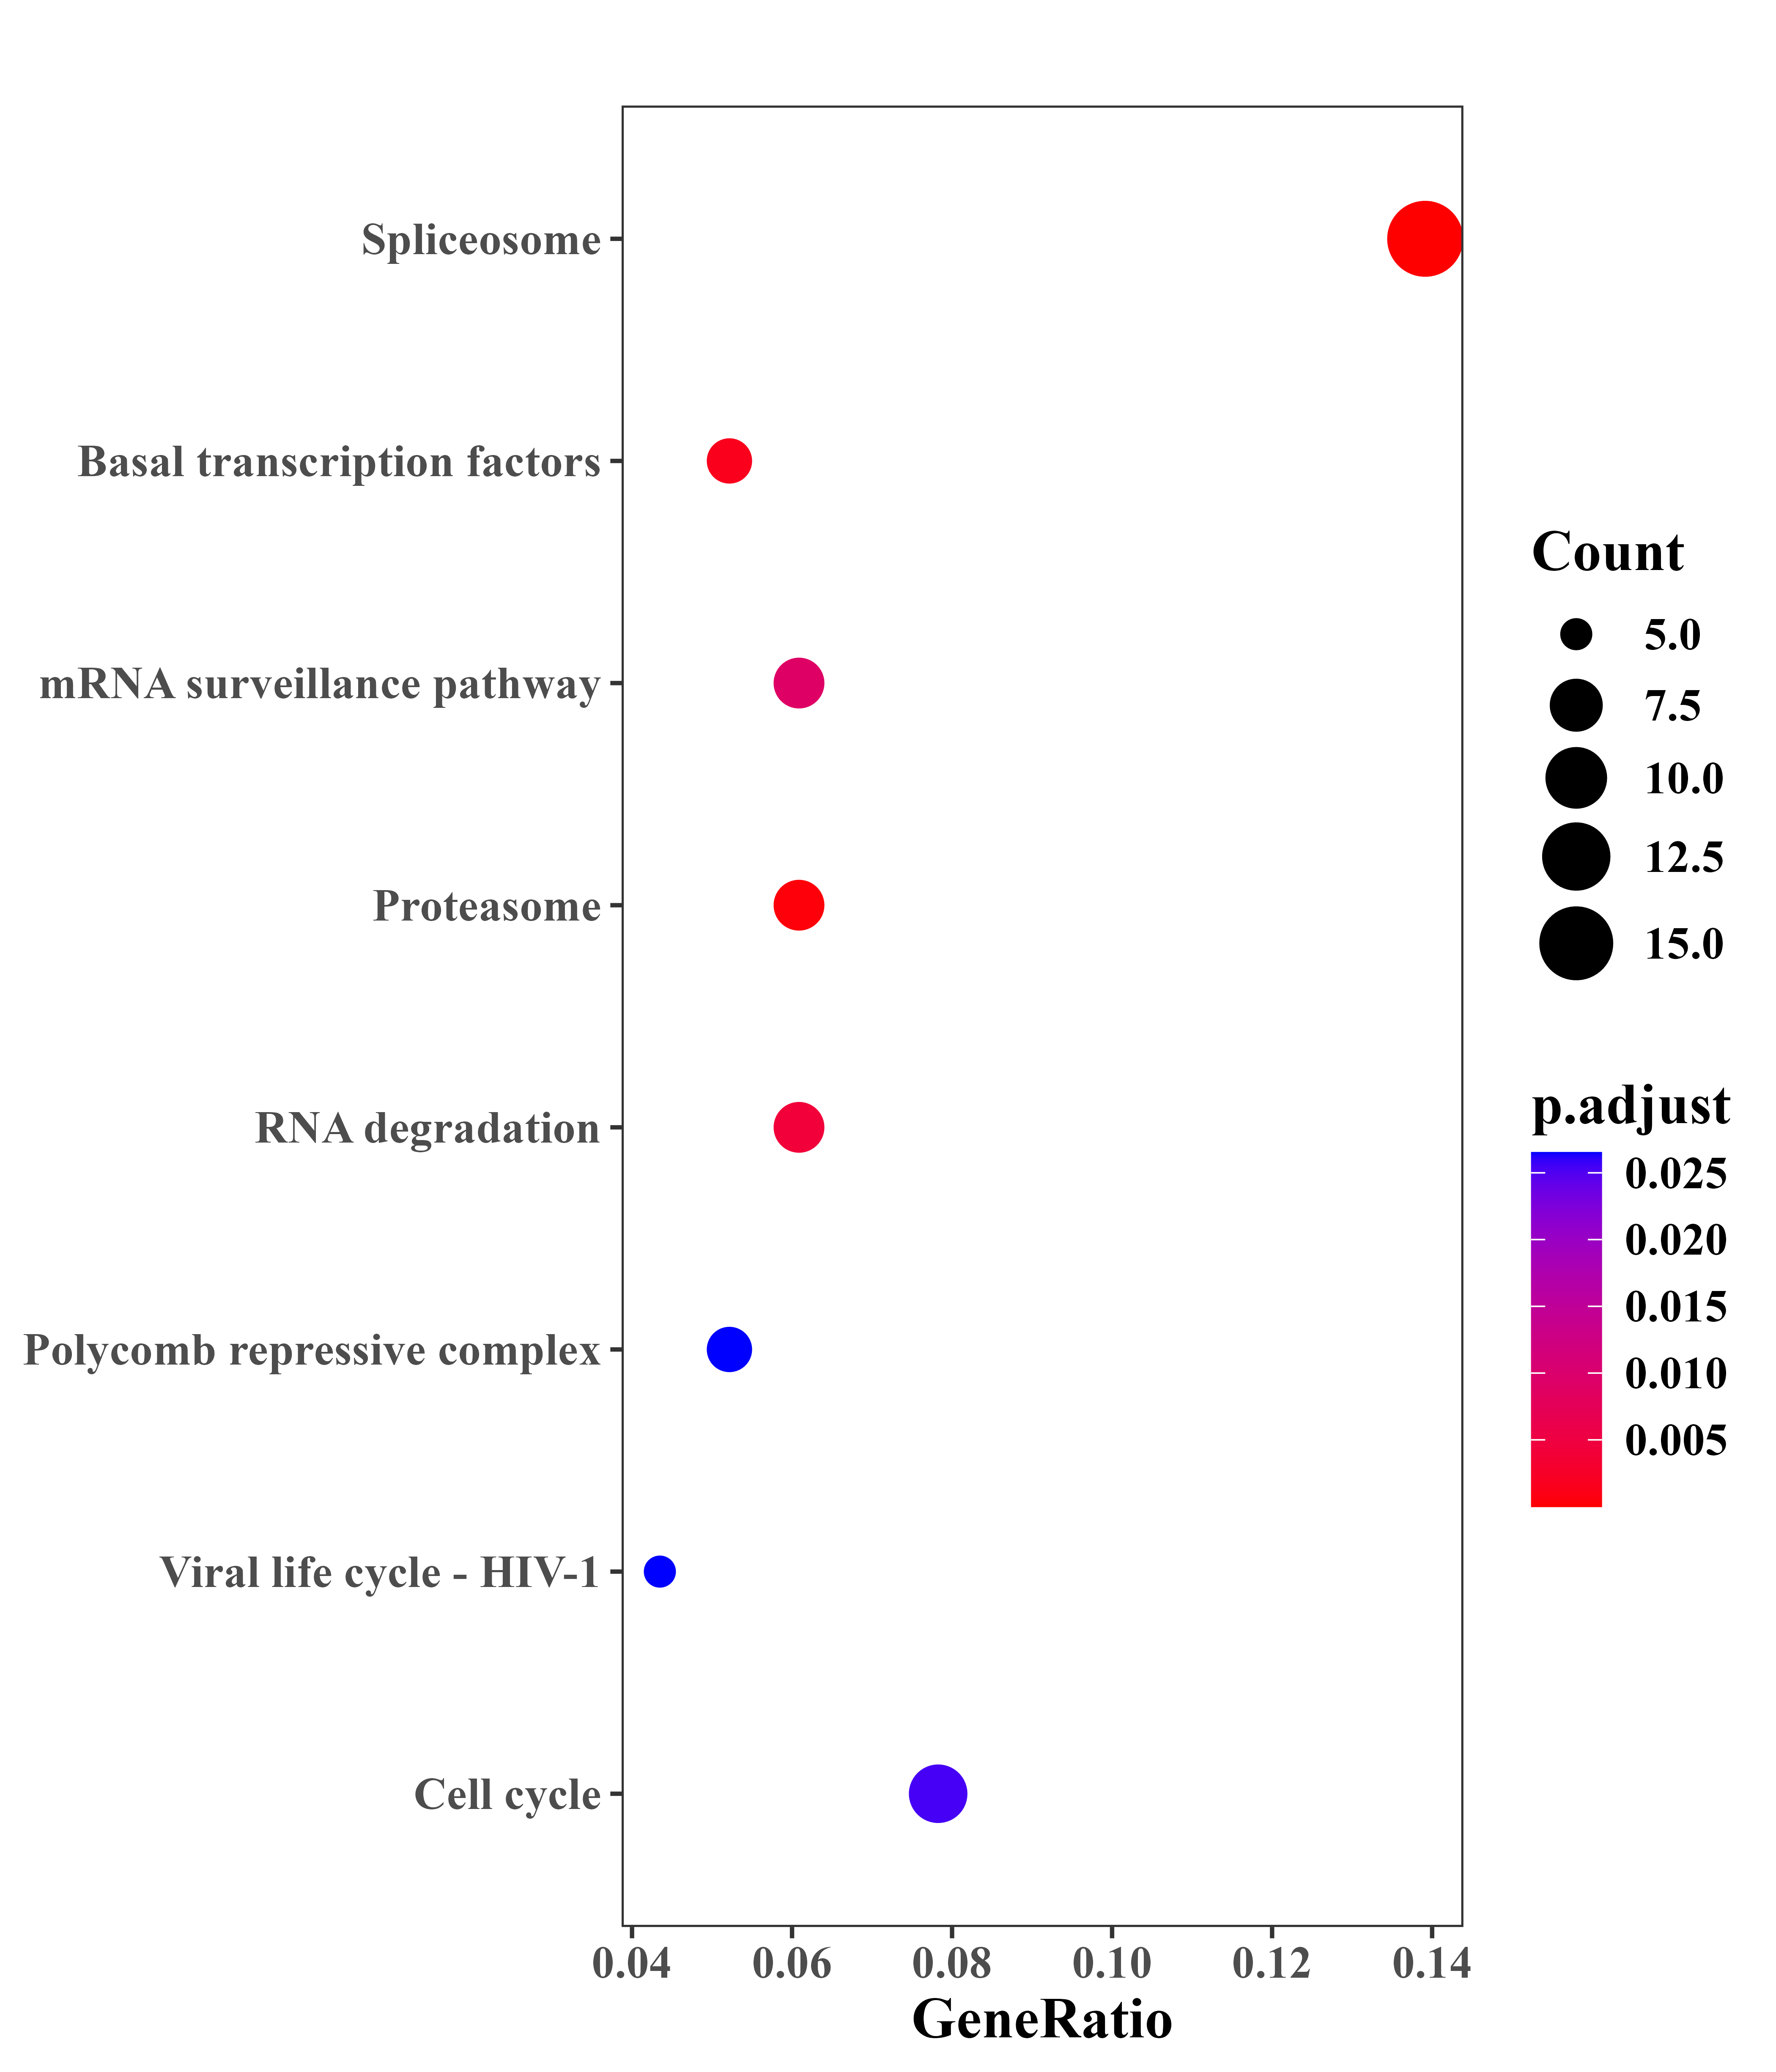 Spliceosome
Basal transcription factors
mRNA surveillance pathway
Proteasome
RNA degradation
Polycomb repressive complex
Viral life cycle - HIV-1
Cell cycle
0.04 0.06 0.08 0.10 0.12 0.14
GeneRatio
Count
5.0
7.5
10.0
12.5
15.0
p.adjust
0.025
0.020
0.015
0.010
0.005